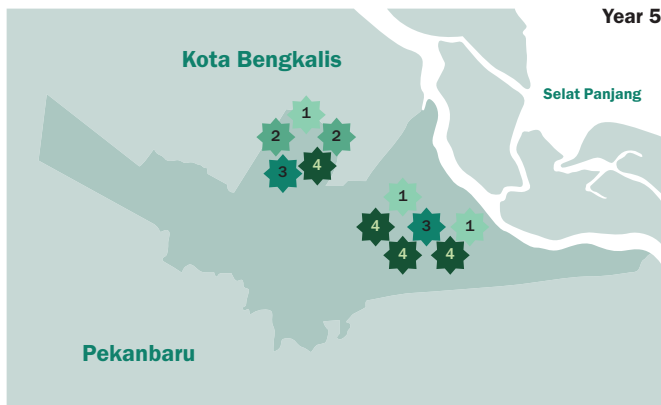 Year 5
Kota Bengkalis
Selat Panjang
1
2 2
3 4
1
4 3 1
4 4
Pekanbaru